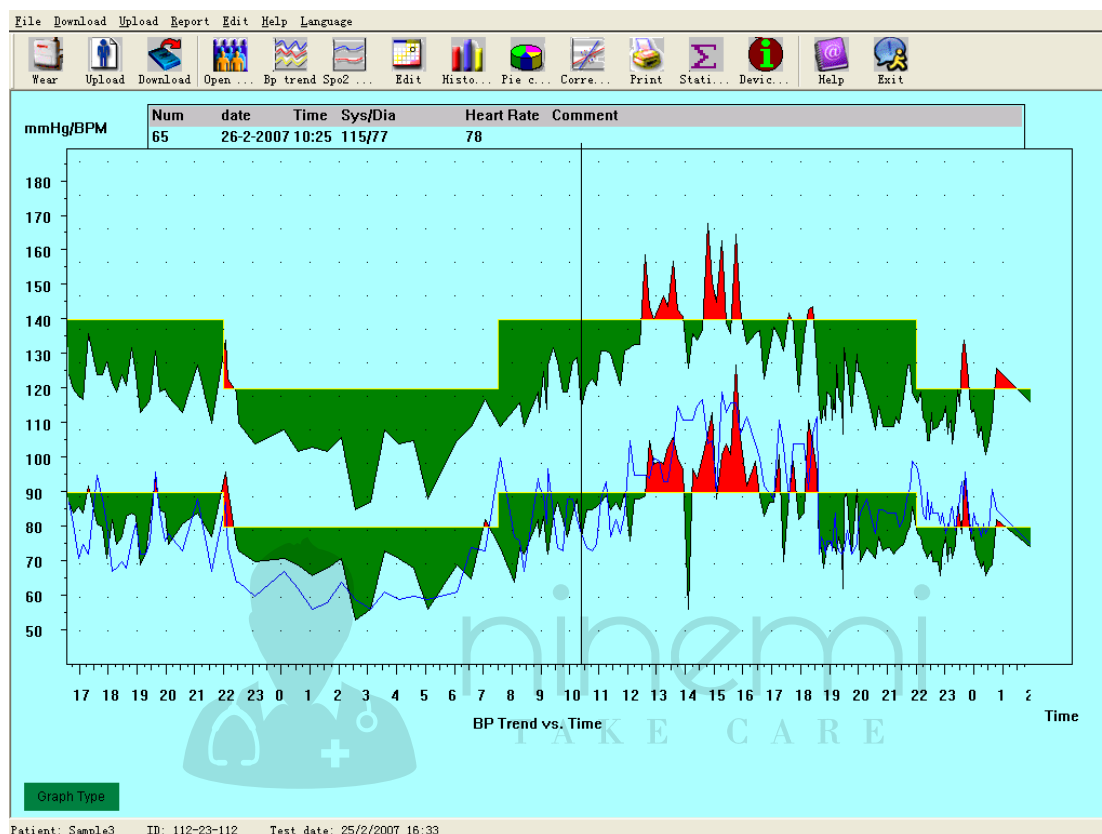 File Download Upload Report Edit Help Language
Wear Upload Download Open ... Bp trend Spo2 ... Edit Histo... Pie c... Corre... Print Stati... Devic... Help Exit
mmHg/BPM
Num date Time Sys/Dia Heart Rate Comment
65 26-2-2007 10:25 115/77 78
180
170
160
150
140
130
120
110
100
90
80
70
60
50
17 18 19 20 21 22 23 0 1 2 3 4 5 6 7 8 9 10 11 12 13 14 15 16 17 18 19 20 21 22 23 0 1 2
Time
BP Trend vs. Time
ninemi
TAKE CARE
Graph Type
Patient: Sample3 ID: 112-23-112 Test date: 25/2/2007 16:33